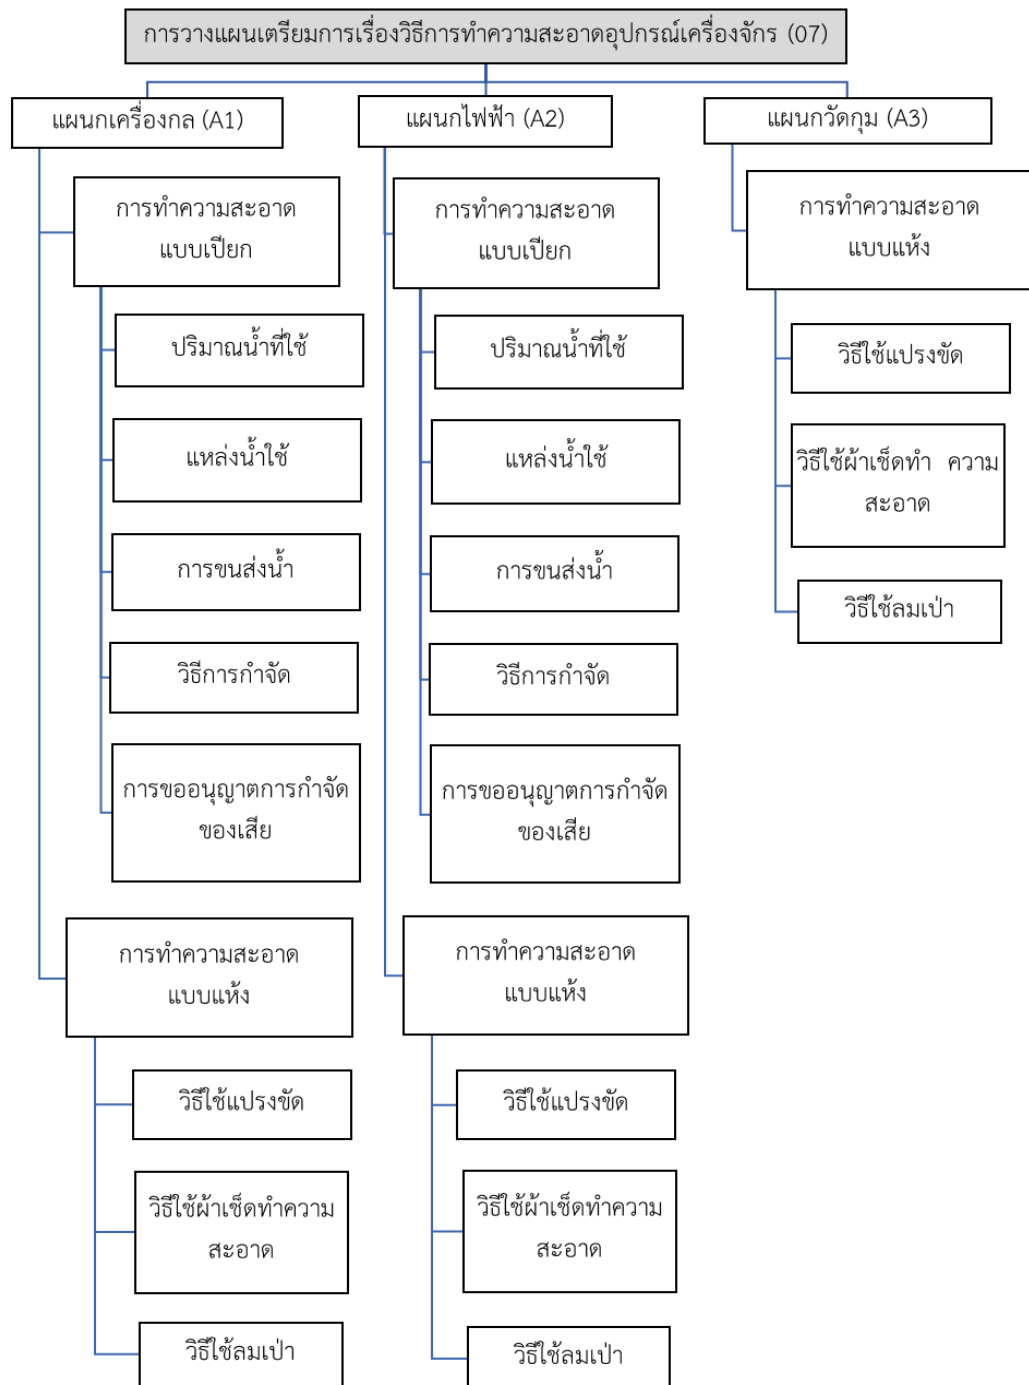 การวางแผนเตรียมการเรื่องวิธีการทำความสะอาดอุปกรณ์เครื่องจักร (07)
แผนกเครื่องกล (A1)
การทำความสะอาด
แบบเปียก
ปริมาณน้ำที่ใช้
แหล่งน้ำใช้
การขนส่งน้ำ
วิธีการกำจัด
การขออนุญาตการกำจัด
ของเสีย
การทำความสะอาด
แบบแห้ง
วิธีใช้แปรงขัด
วิธีใช้ผ้าเช็ดทำความ
สะอาด
วิธีใช้ลมเป่า
แผนกไฟฟ้า (A2)
การทำความสะอาด
แบบเปียก
ปริมาณน้ำที่ใช้
แหล่งน้ำใช้
การขนส่งน้ำ
วิธีการกำจัด
การขออนุญาตการกำจัด
ของเสีย
การทำความสะอาด
แบบแห้ง
วิธีใช้แปรงขัด
วิธีใช้ผ้าเช็ดทำความ
สะอาด
วิธีใช้ลมเป่า
แผนกวัดกุม (A3)
การทำความสะอาด
แบบแห้ง
วิธีใช้แปรงขัด
วิธีใช้ผ้าเช็ดทำ ความ
สะอาด
วิธีใช้ลมเป่า